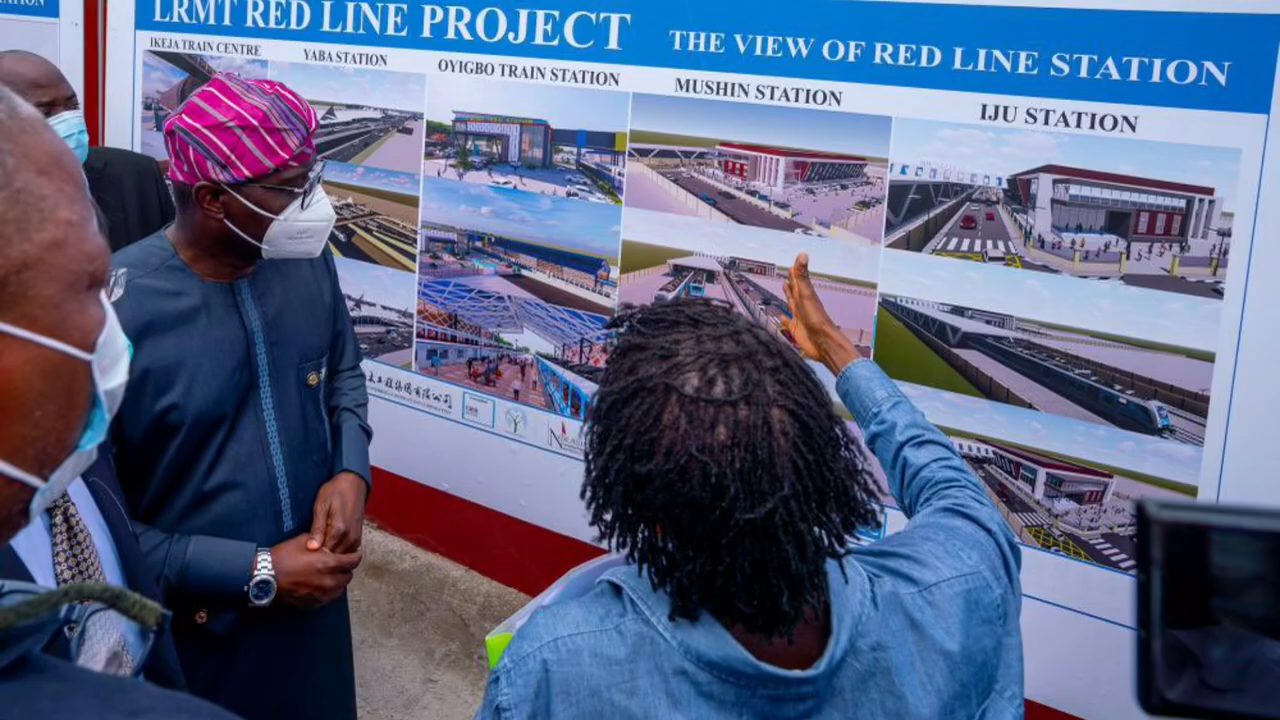 LRMT RED LINE PROJECT
THE VIEW OF RED LINE STATION
IKEJA TRAIN CENTRE
YABA STATION
OYIGBO TRAIN STATION
MUSHIN STATION
IJU STATION